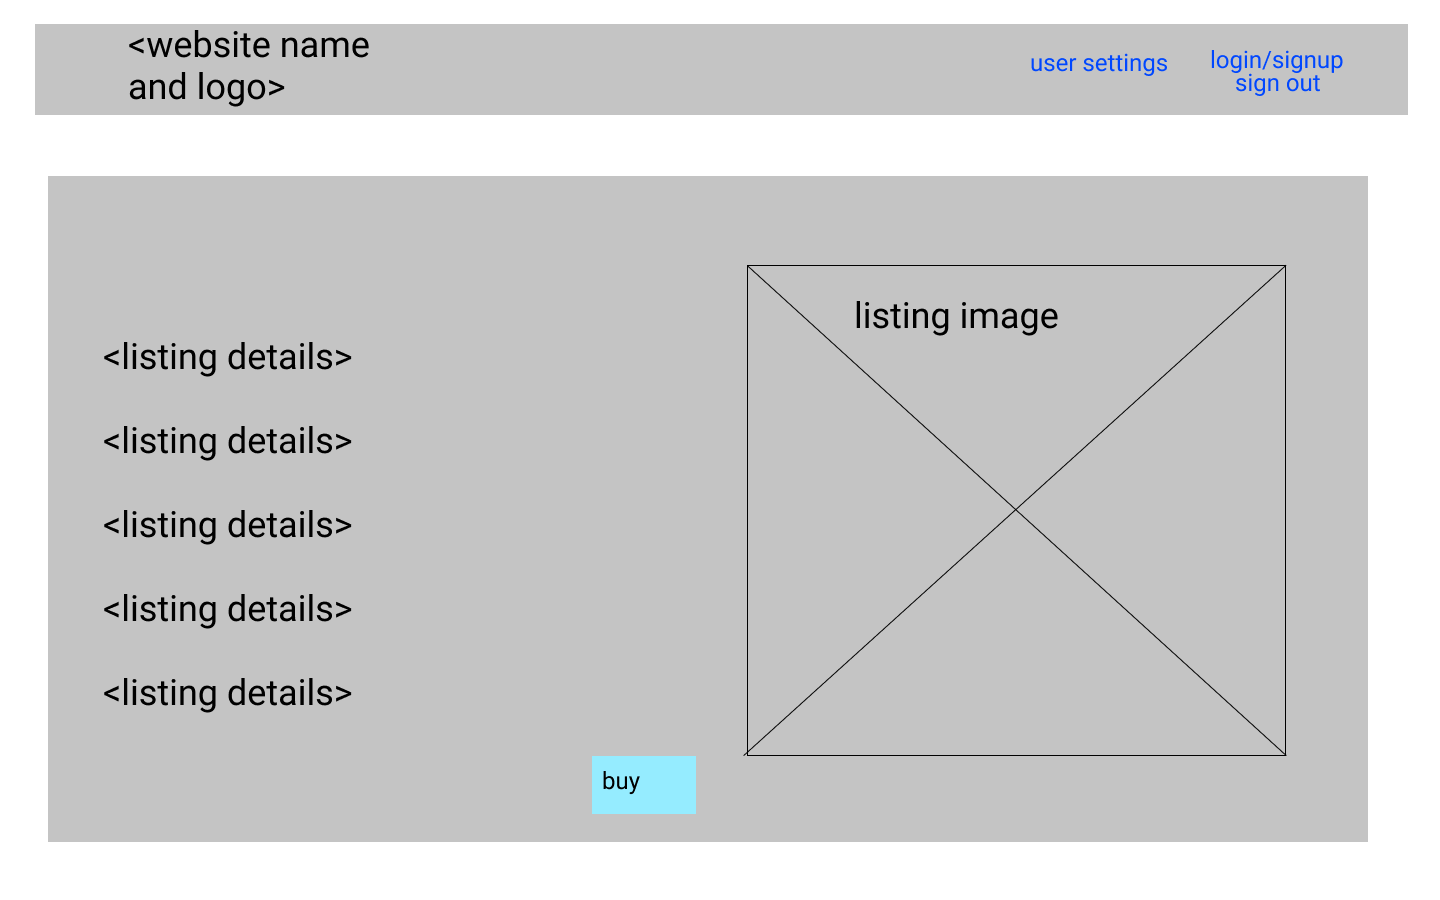 <website name
and logo>
user settings
login/signup
sign out
listing image
<listing details>
<listing details>
<listing details>
<listing details>
<listing details>
buy